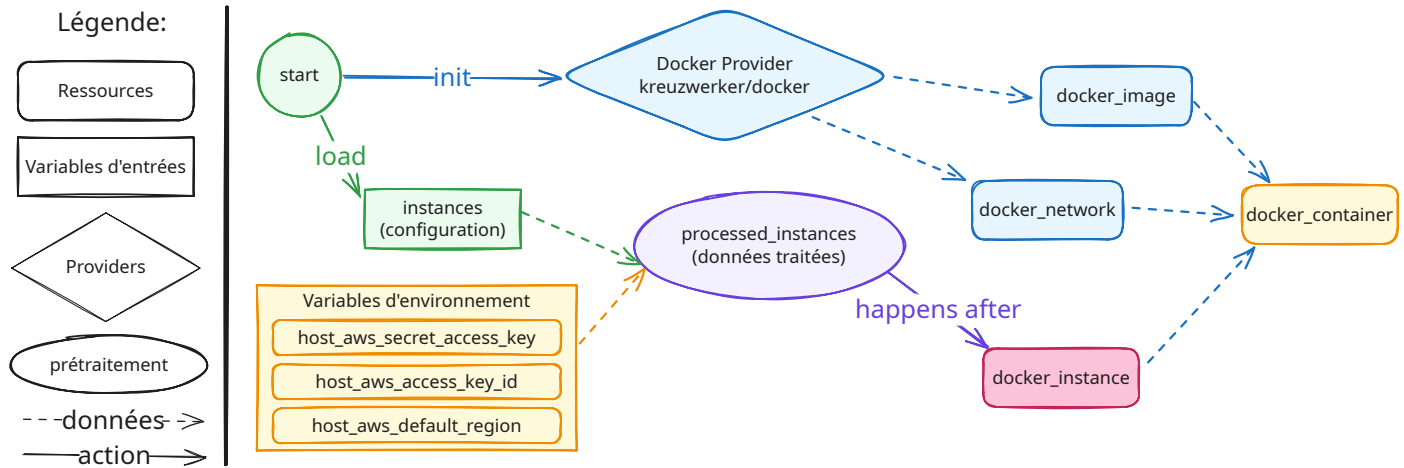 Légende:
Ressources
Variables d'entrées
Providers
prétraitement
données
action
start
init
Docker Provider
kreuzwerker/docker
docker_image
load
instances
(configuration)
processed_instances
(données traitées)
docker_network
docker_container
Variables d'environnement
host_aws_secret_access_key
host_aws_access_key_id
host_aws_default_region
happens after
docker_instance